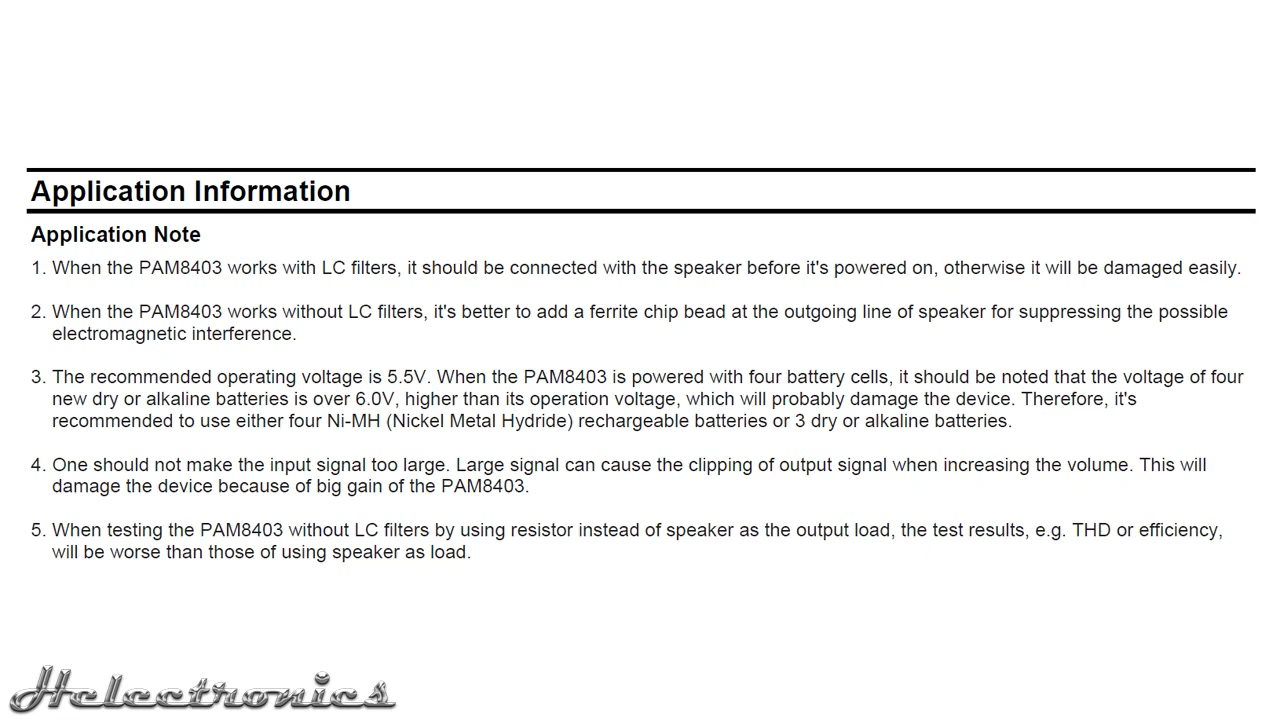 Application Information
Application Note
1. When the PAM8403 works with LC filters, it should be connected with the speaker before it's powered on, otherwise it will be damaged easily.
2. When the PAM8403 works without LC filters, it's better to add a ferrite chip bead at the outgoing line of speaker for suppressing the possible
electromagnetic interference.
3. The recommended operating voltage is 5.5V. When the PAM8403 is powered with four battery cells, it should be noted that the voltage of four
new dry or alkaline batteries is over 6.0V, higher than its operation voltage, which will probably damage the device. Therefore, it's
recommended to use either four Ni-MH (Nickel Metal Hydride) rechargeable batteries or 3 dry or alkaline batteries.
4. One should not make the input signal too large. Large signal can cause the clipping of output signal when increasing the volume. This will
damage the device because of big gain of the PAM8403.
5. When testing the PAM8403 without LC filters by using resistor instead of speaker as the output load, the test results, e.g. THD or efficiency,
will be worse than those of using speaker as load.
Helectronics